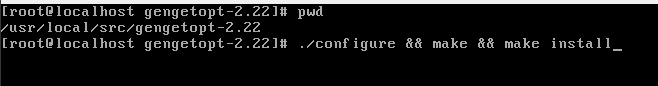 [root@localhost gengetopt-2.22]# pwd
/usr/local/src/gengetopt-2.22
[root@localhost gengetopt-2.22]# ./configure && make && make install_